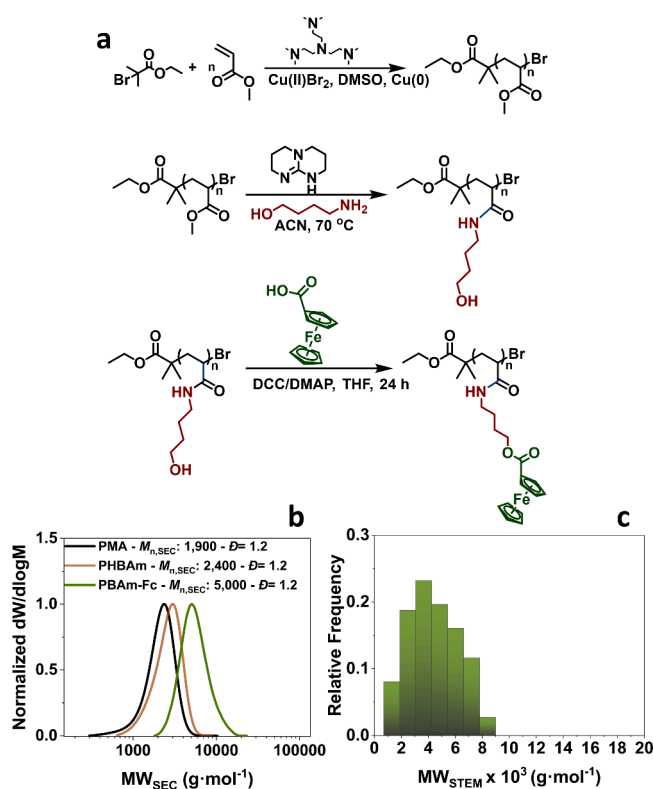 a
Br
O
O
+
n
O
O
N
N
N
N
Cu(II)Br2, DMSO, Cu(0)
O
O
Br
n
O
O
O
O
Br
n
O
O
N
N
N
H
HO
NH2
ACN, 70 °C
O
O
Br
n
HN
O
OH
O
O
Br
n
HN
O
OH
HO
O
Fe
DCC/DMAP, THF, 24 h
O
O
Br
n
HN
O
O
O
Fe
b
PMA - Mn,SEC: 1,900 - Đ= 1.2
PHBAm - Mn,SEC: 2,400 - Đ= 1.2
PBAm-Fc - Mn,SEC: 5,000 - Đ= 1.2
Normalized dW/dlogM
1.5
1.0
0.5
0.0
1000 10000 100000
MWSEC (g·mol-1)
c
Relative Frequency
0.3
0.2
0.1
0.0
0 2 4 6 8 10 12 14 16 18 20
MWSTEM x 10³ (g·mol-1)